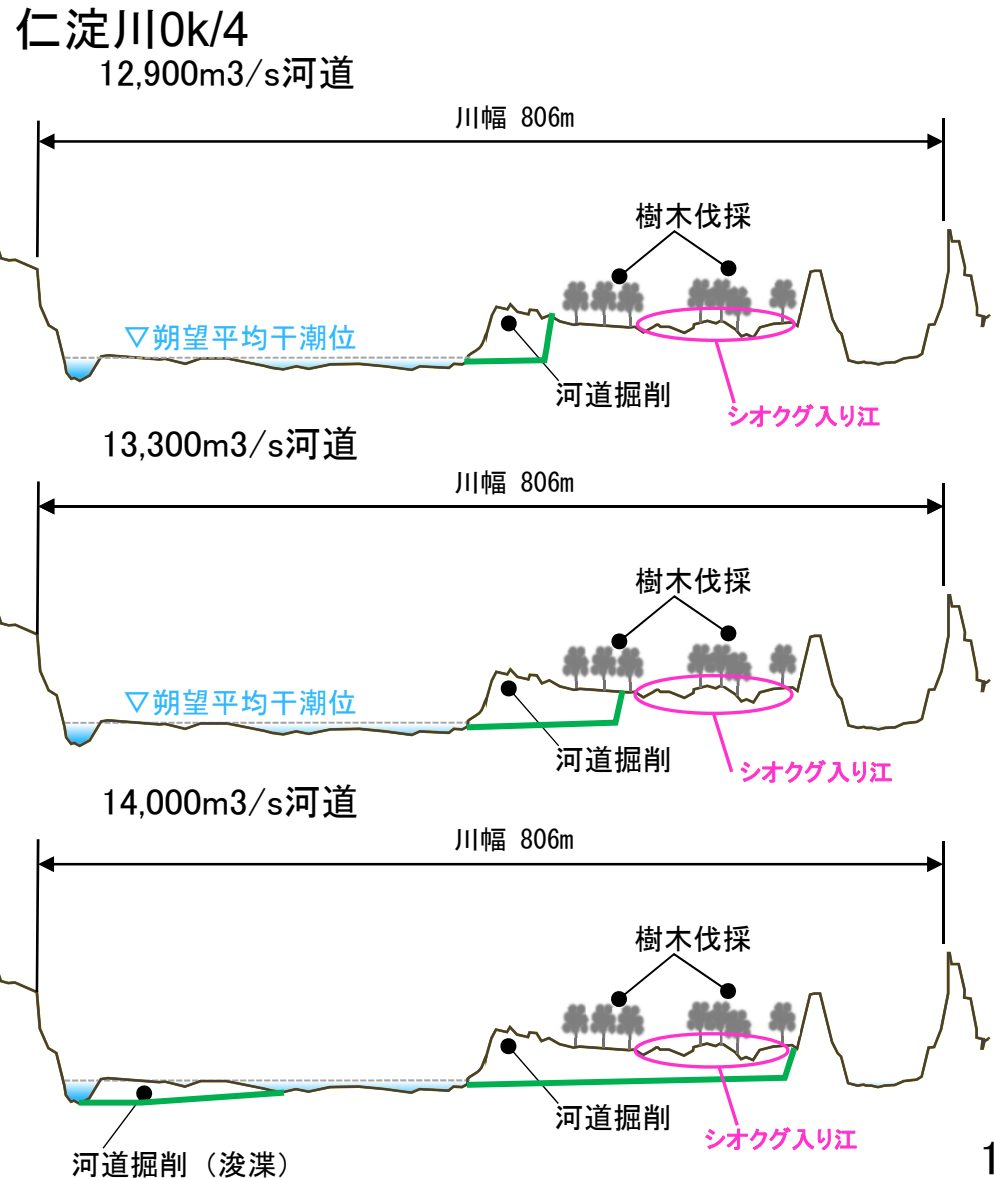 仁淀川0k/4
12,900m3/s河道
川幅 806m
樹木伐採
▽朔望平均干潮位
河道掘削
シオクグ入り江
13,300m3/s河道
川幅 806m
樹木伐採
▽朔望平均干潮位
河道掘削
シオクグ入り江
14,000m3/s河道
川幅 806m
樹木伐採
河道掘削
シオクグ入り江
河道掘削（浚渫）
1